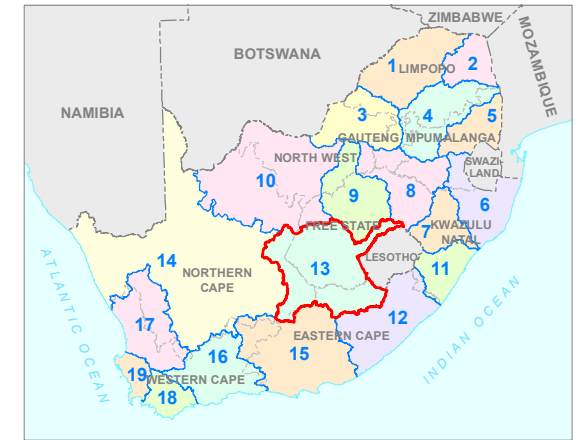 ZIMBABWE
MOZAMBIQUE
BOTSWANA
1
2
LIMPOPO
NAMIBIA
3
4
5
GAUTENG
MPUMALANGA
NORTH WEST
SWAZI
LAND
10
9
8
6
FREE STATE
7
KWAZULU
NATAL
14
13
LESOTHO
11
NORTHERN
CAPE
ATLANTIC OCEAN
INDIAN OCEAN
17
12
EASTERN CAPE
16
15
19
WESTERN CAPE
18